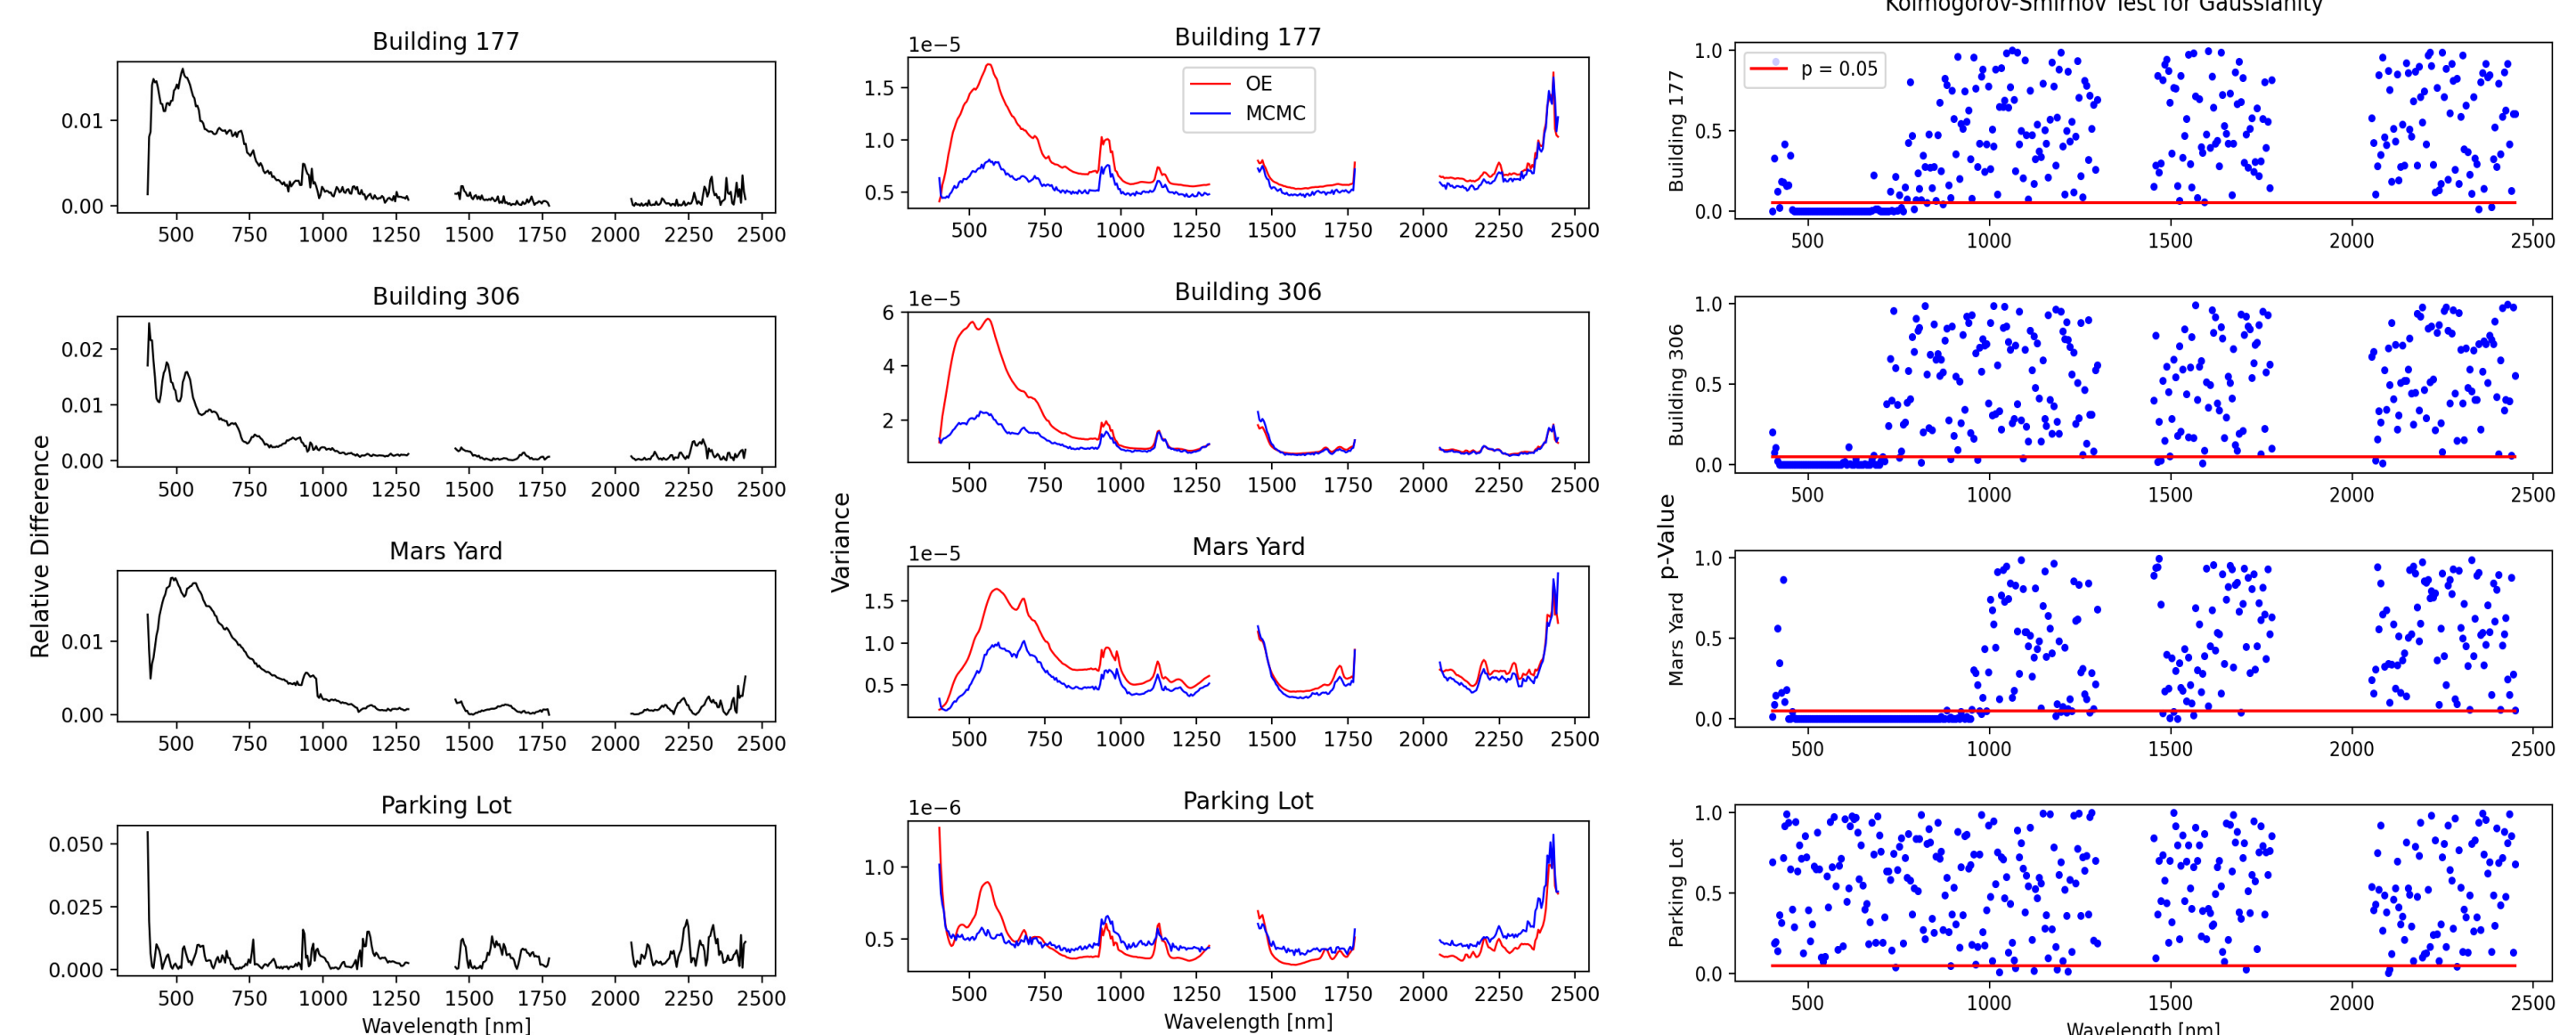 Kolmogorov-Smirnov Test for Gaussianity
Building 177
0.01
0.00
500 750 1000 1250 1500 1750 2000 2250 2500
Building 306
0.02
0.01
0.00
500 750 1000 1250 1500 1750 2000 2250 2500
Relative Difference
Mars Yard
0.01
0.00
500 750 1000 1250 1500 1750 2000 2250 2500
Parking Lot
0.050
0.025
0.000
500 750 1000 1250 1500 1750 2000 2250 2500
Wavelength [nm]
Building 177
1e−5
OE
MCMC
1.5
1.0
0.5
500 750 1000 1250 1500 1750 2000 2250 2500
Building 306
1e−5
6
4
2
500 750 1000 1250 1500 1750 2000 2250 2500
Variance
Mars Yard
1e−5
1.5
1.0
0.5
500 750 1000 1250 1500 1750 2000 2250 2500
Parking Lot
1e−6
1.0
0.5
500 750 1000 1250 1500 1750 2000 2250 2500
Wavelength [nm]
Building 177
p = 0.05
1.0
0.5
0.0
500 1000 1500 2000 2500
Building 306
1.0
0.5
0.0
500 1000 1500 2000 2500
p-Value
Mars Yard
1.0
0.5
0.0
500 1000 1500 2000 2500
Parking Lot
1.0
0.5
0.0
500 1000 1500 2000 2500
Wavelength [nm]